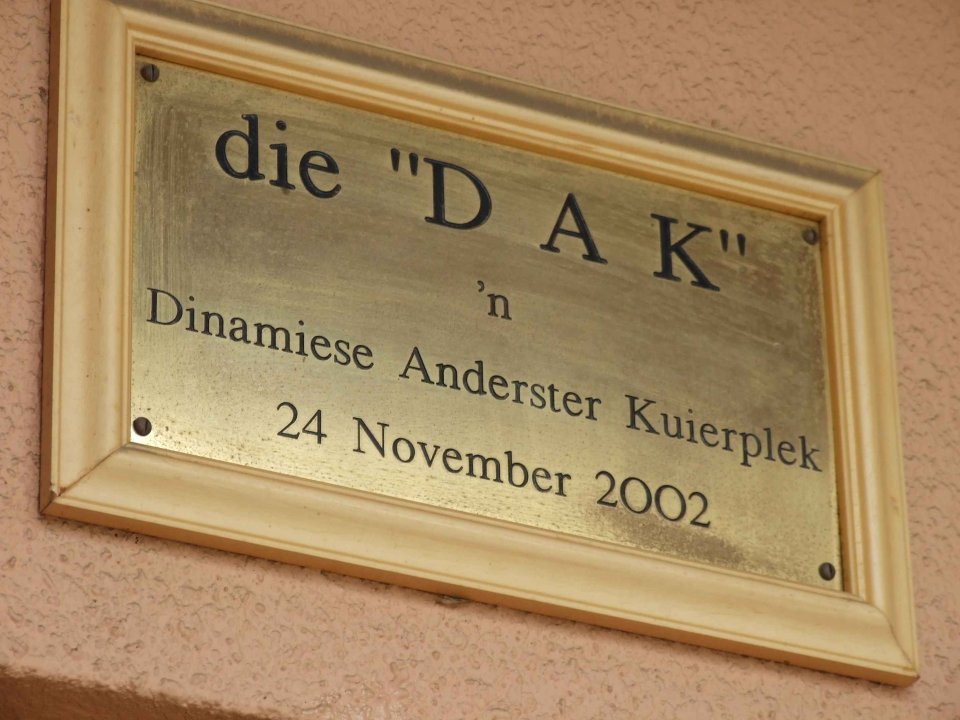 die "D A K"
'n
Dinamiese Anderster Kuierplek
24 November 2002